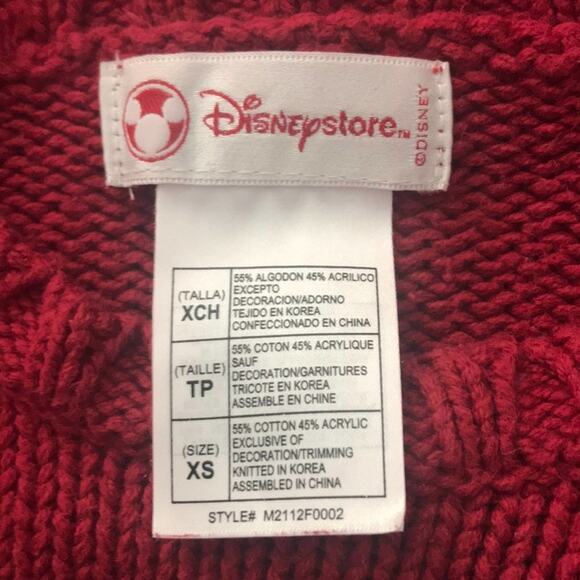 Disneystore™
©DISNEY
(TALLA)
XCH
55% ALGODON 45% ACRILICO
EXCEPTO
DECORACION/ADORNO
TEJIDO EN KOREA
CONFECCIONADO EN CHINA
(TAILLE)
TP
55% COTON 45% ACRYLIQUE
SAUF
DECORATION/GARNITURES
TRICOTE EN KOREA
ASSEMBLE EN CHINE
(SIZE)
XS
55% COTTON 45% ACRYLIC
EXCLUSIVE OF
DECORATION/TRIMMING
KNITTED IN KOREA
ASSEMBLED IN CHINA
STYLE# M2112F0002